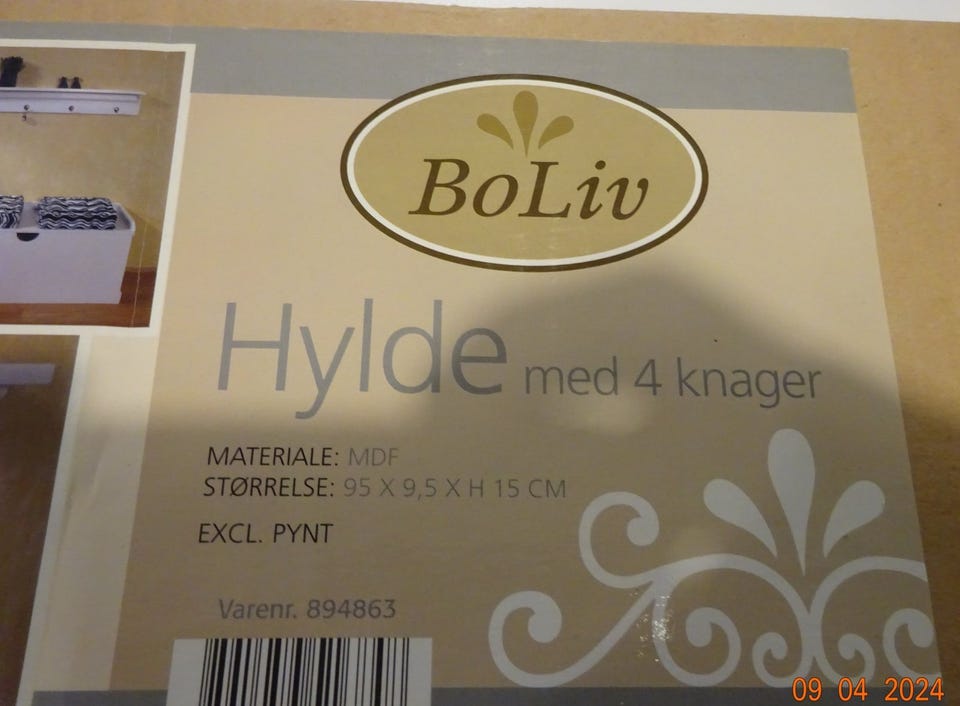 BoLiv
Hylde med 4 knager
MATERIALE: MDF
STØRRELSE: 95 X 9,5 X H 15 CM
EXCL. PYNT
Varenr. 894863
09 04 2024